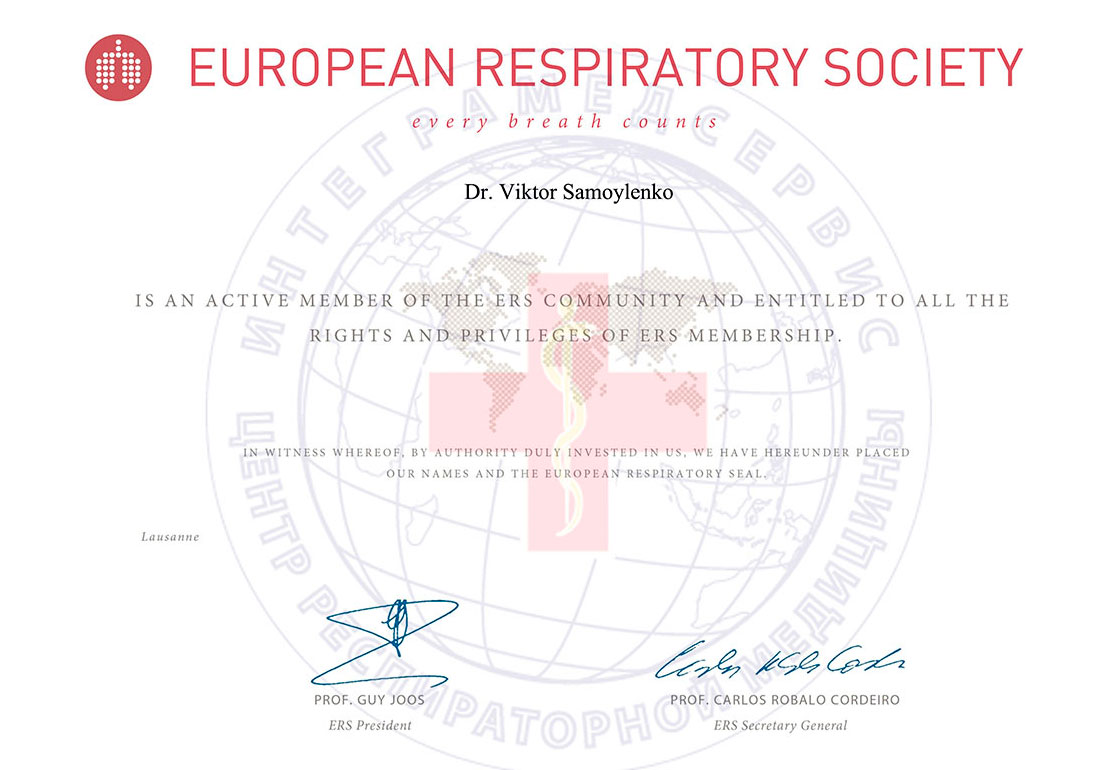 EUROPEAN RESPIRATORY SOCIETY
every breath counts
Dr. Viktor Samoylenko
IS AN ACTIVE MEMBER OF THE ERS COMMUNITY AND ENTITLED TO ALL THE
RIGHTS AND PRIVILEGES OF ERS MEMBERSHIP.
IN WITNESS WHEREOF, BY AUTHORITY DULY INVESTED IN US, WE HAVE HEREUNDER PLACED
OUR NAMES AND THE EUROPEAN RESPIRATORY SEAL.
Lausanne
PROF. GUY JOOS
ERS President
PROF. CARLOS ROBALO CORDEIRO
ERS Secretary General
ИНТЕГРАМЕДСЕРВИС
ЦЕНТР РЕСПИРАТОРНОЙ МЕДИЦИНЫ